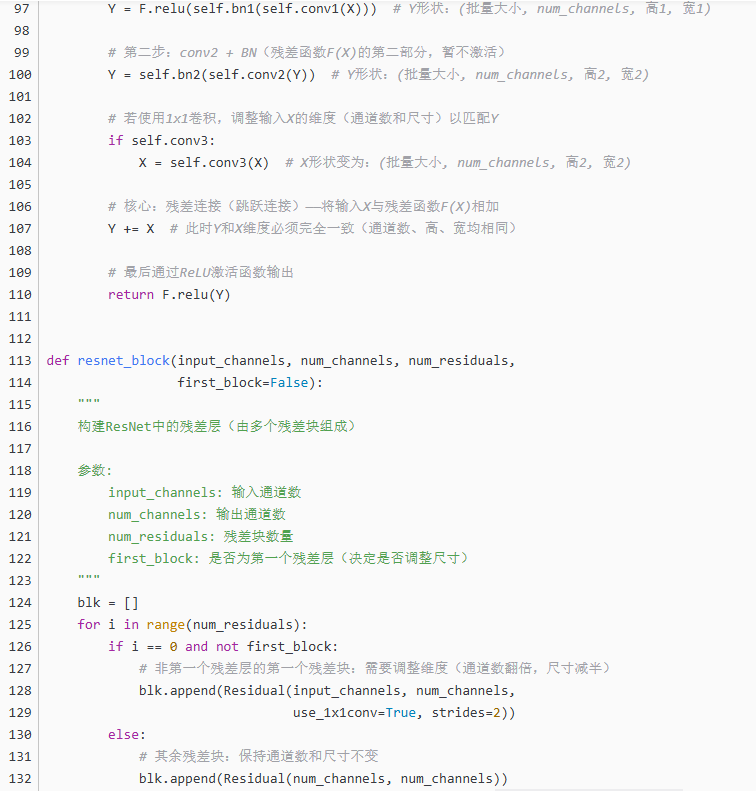 97 Y = F.relu(self.bn1(self.conv1(X))) # Y形状：(批量大小, num_channels, 高1, 宽1)
98
99 # 第二步：conv2 + BN（残差函数F(X)的第二部分，暂不激活）
100 Y = self.bn2(self.conv2(Y)) # Y形状：(批量大小, num_channels, 高2, 宽2)
101
102 # 若使用1x1卷积，调整输入X的维度（通道数和尺寸）以匹配Y
103 if self.conv3:
104 X = self.conv3(X) # X形状变为：(批量大小, num_channels, 高2, 宽2)
105
106 # 核心：残差连接（跳跃连接）——将输入X与残差函数F(X)相加
107 Y += X # 此时Y和X维度必须完全一致（通道数、高、宽均相同）
108
109 # 最后通过ReLU激活函数输出
110 return F.relu(Y)
111
112
113 def resnet_block(input_channels, num_channels, num_residuals,
114 first_block=False):
115 """
116 构建ResNet中的残差层（由多个残差块组成）
117
118 参数:
119 input_channels: 输入通道数
120 num_channels: 输出通道数
121 num_residuals: 残差块数量
122 first_block: 是否为第一个残差层（决定是否调整尺寸）
123 """
124 blk = []
125 for i in range(num_residuals):
126 if i == 0 and not first_block:
127 # 非第一个残差层的第一个残差块：需要调整维度（通道数翻倍，尺寸减半）
128 blk.append(Residual(input_channels, num_channels,
129 use_1x1conv=True, strides=2))
130 else:
131 # 其余残差块：保持通道数和尺寸不变
132 blk.append(Residual(num_channels, num_channels))